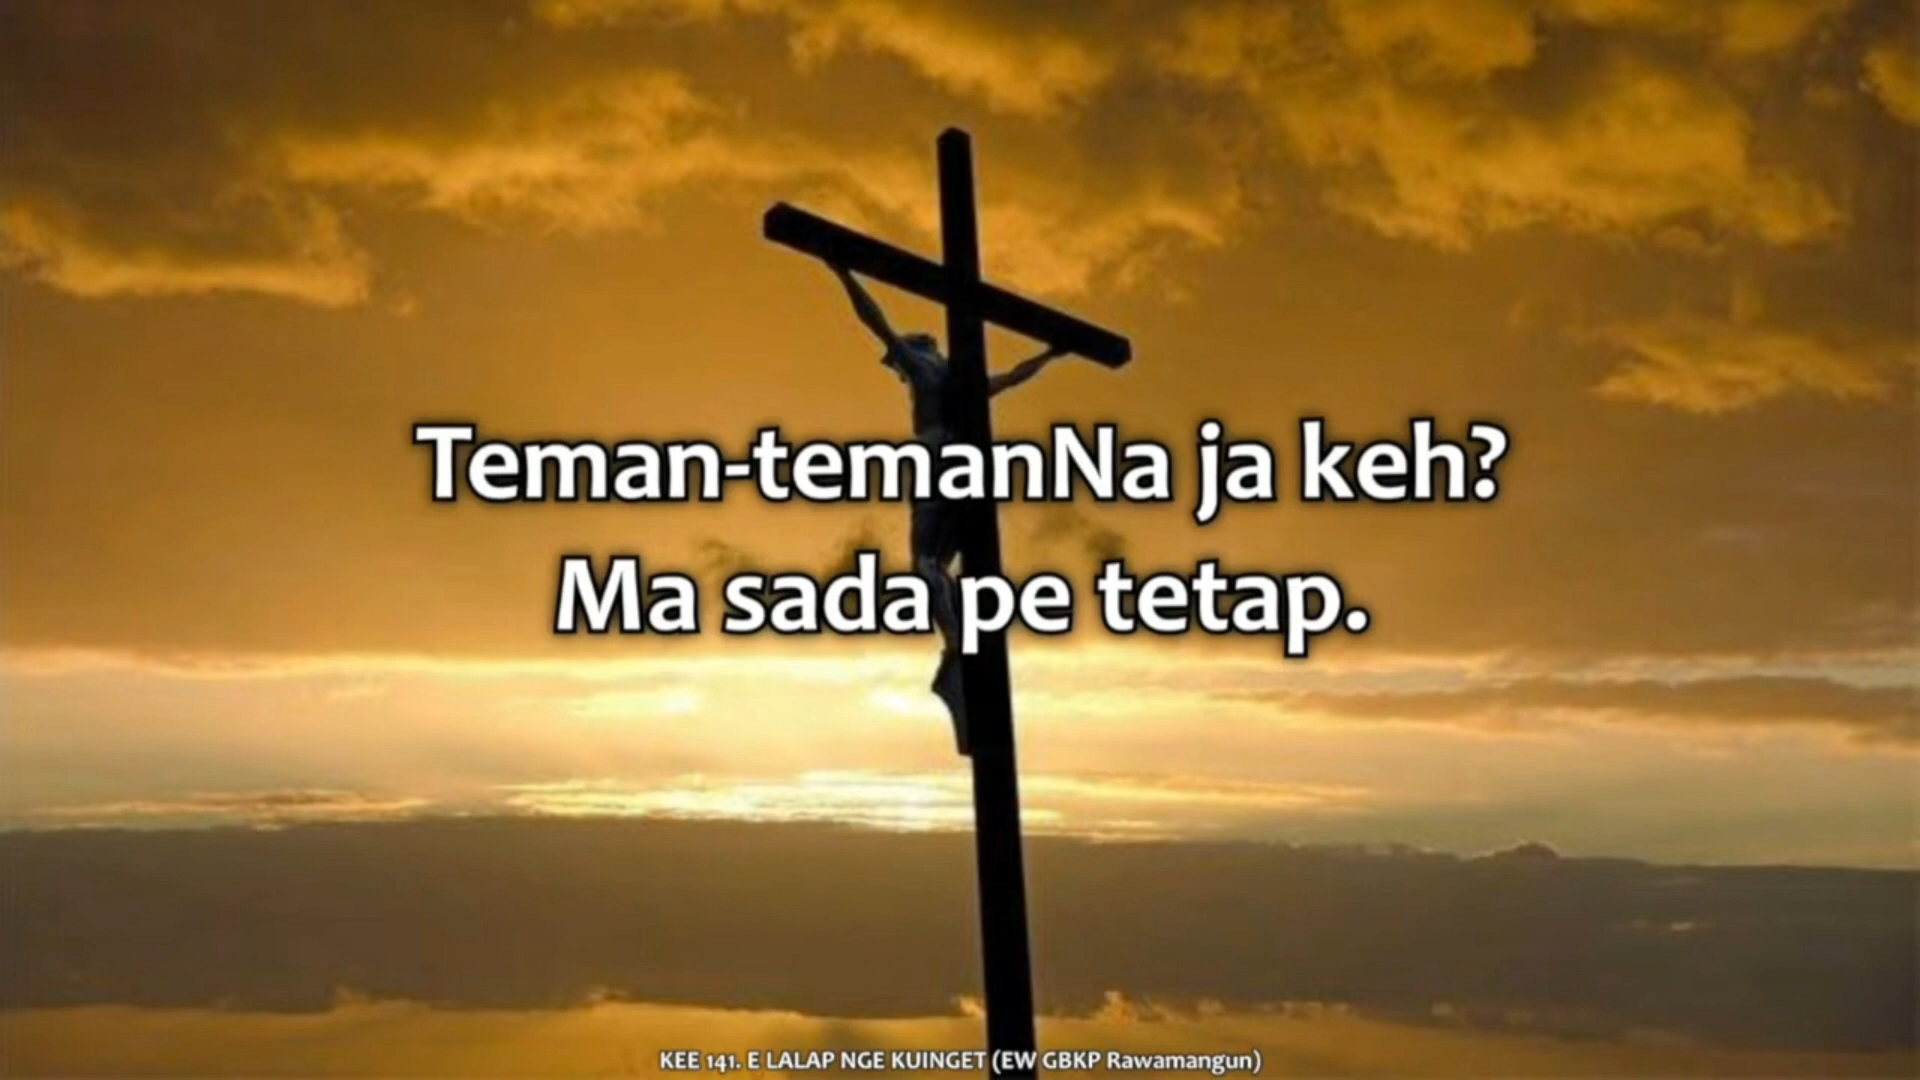 Teman-temanNa ja keh?
Ma sada pe tetap.
KEE 141. E LALAP NGE KUINGET (EW GBKP Rawamangun)